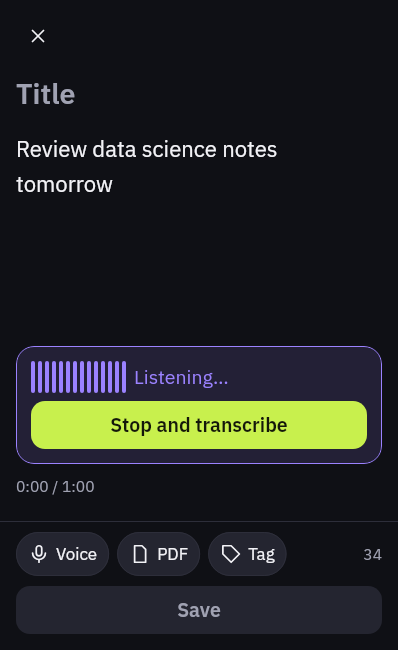 Title
Review data science notes
tomorrow
Listening...
Stop and transcribe
0:00 / 1:00
Voice PDF Tag 34
Save